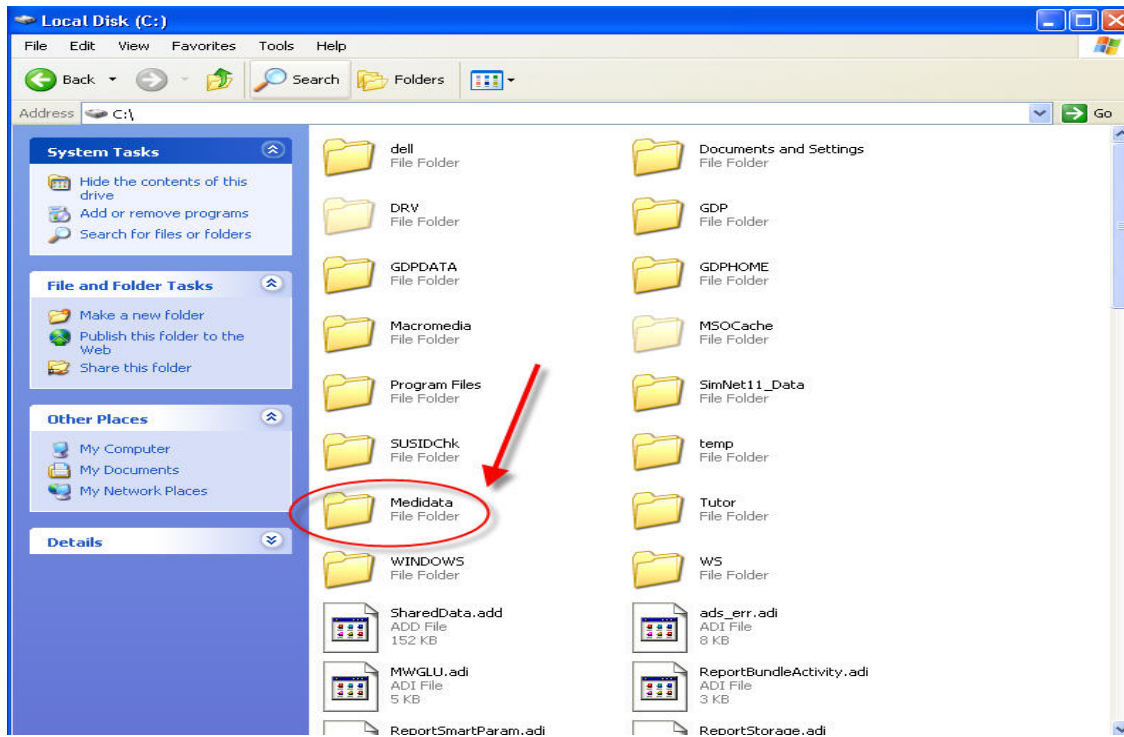 Local Disk (C:)
File Edit View Favorites Tools Help
Back Search Folders
Address C:\ Go
System Tasks
Hide the contents of this
drive
Add or remove programs
Search for files or folders
File and Folder Tasks
Make a new folder
Publish this folder to the
Web
Share this folder
Other Places
My Computer
My Documents
My Network Places
Details
dell
File Folder
Documents and Settings
File Folder
DRV
File Folder
GDP
File Folder
GDPDATA
File Folder
GDPHOME
File Folder
Macromedia
File Folder
MSOCache
File Folder
Program Files
File Folder
SimNet11_Data
File Folder
SUSIDChk
File Folder
temp
File Folder
Medidata
File Folder
Tutor
File Folder
WINDOWS
File Folder
WS
File Folder
SharedData.add
ADD File
152 KB
ads_err.adi
ADI File
8 KB
MWGLU.adi
ADI File
5 KB
ReportBundleActivity.adi
ADI File
3 KB
ReportSmartParam.adi
ReportStorage.adi